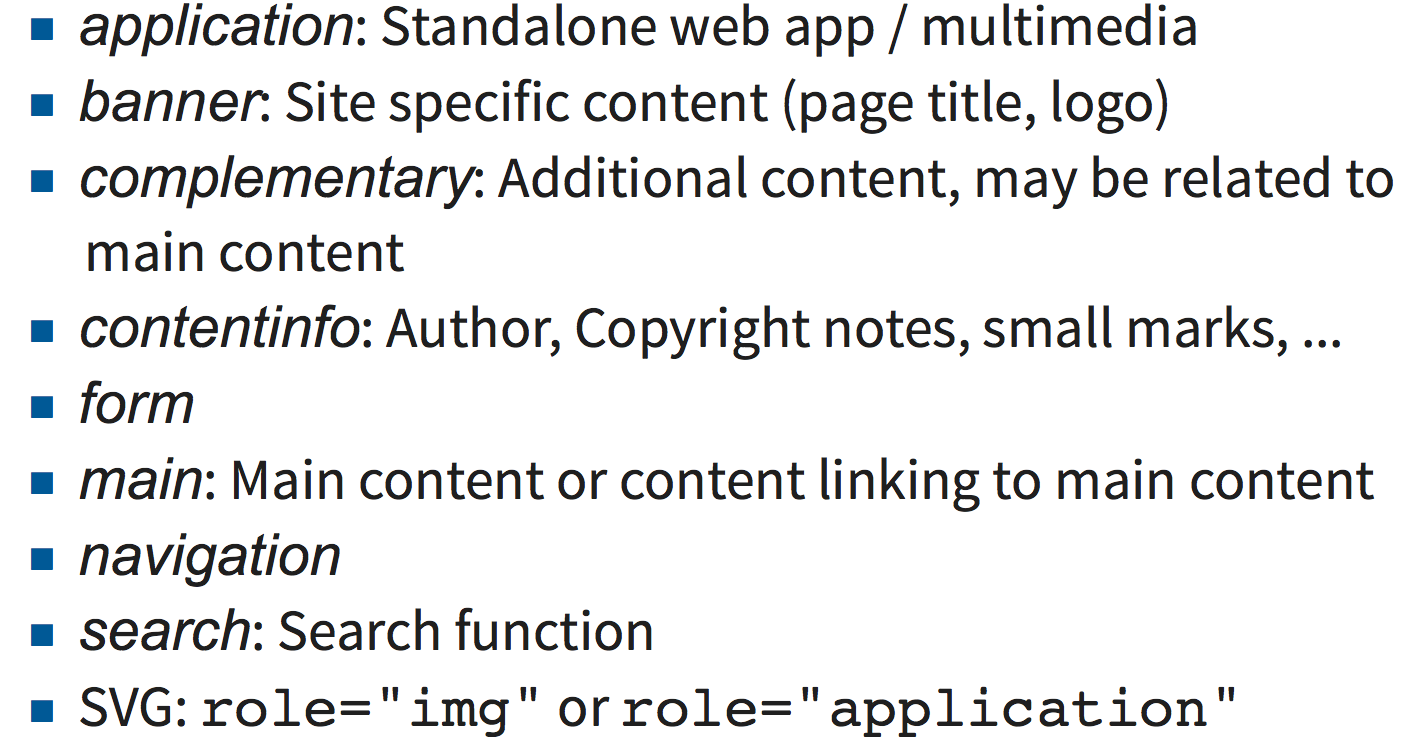 application: Standalone web app / multimedia
banner: Site specific content (page title, logo)
complementary: Additional content, may be related to
main content
contentinfo: Author, Copyright notes, small marks, ...
form
main: Main content or content linking to main content
navigation
search: Search function
SVG: role="img" or role="application"